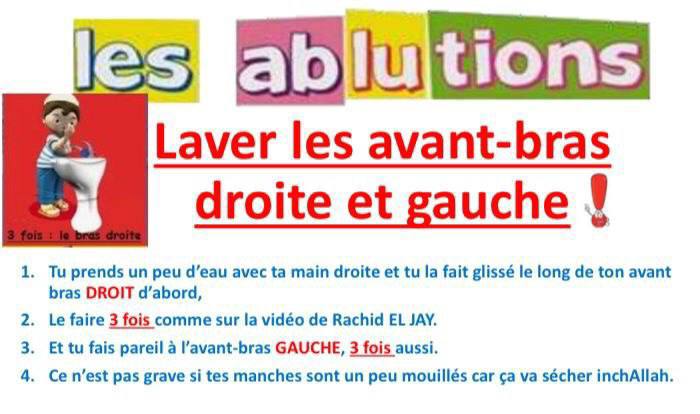 les ablutions
Laver les avant-bras
droite et gauche !
3 fois : le bras droite
1. Tu prends un peu d’eau avec ta main droite et tu la fait glissé le long de ton avant
bras DROIT d’abord,
2. Le faire 3 fois comme sur la vidéo de Rachid EL JAY.
3. Et tu fais pareil à l’avant-bras GAUCHE, 3 fois aussi.
4. Ce n’est pas grave si tes manches sont un peu mouillés car ça va sécher inchAllah.